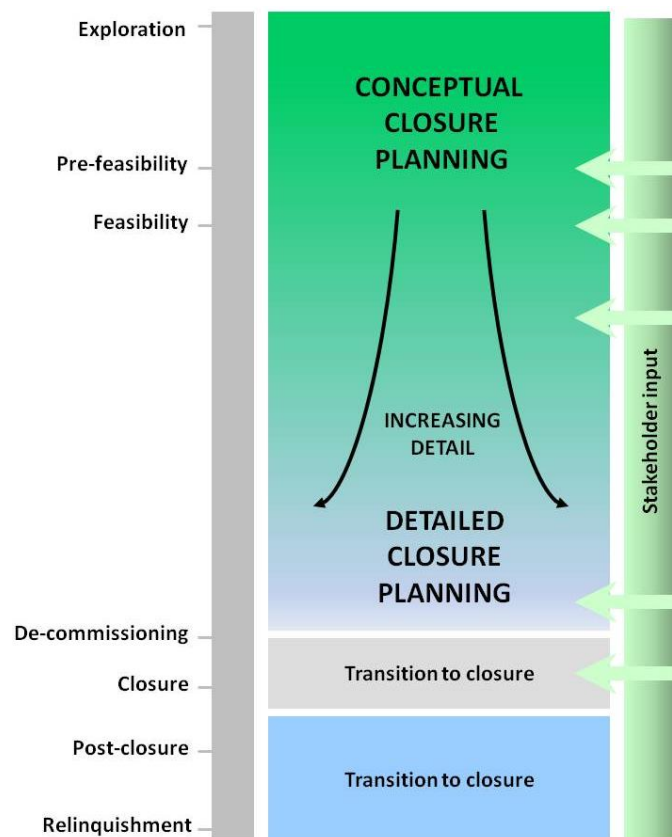 Exploration
Pre-feasibility
Feasibility
De-commissioning
Closure
Post-closure
Relinquishment
CONCEPTUAL
CLOSURE
PLANNING
INCREASING
DETAIL
DETAILED
CLOSURE
PLANNING
Transition to closure
Transition to closure
Stakeholder input